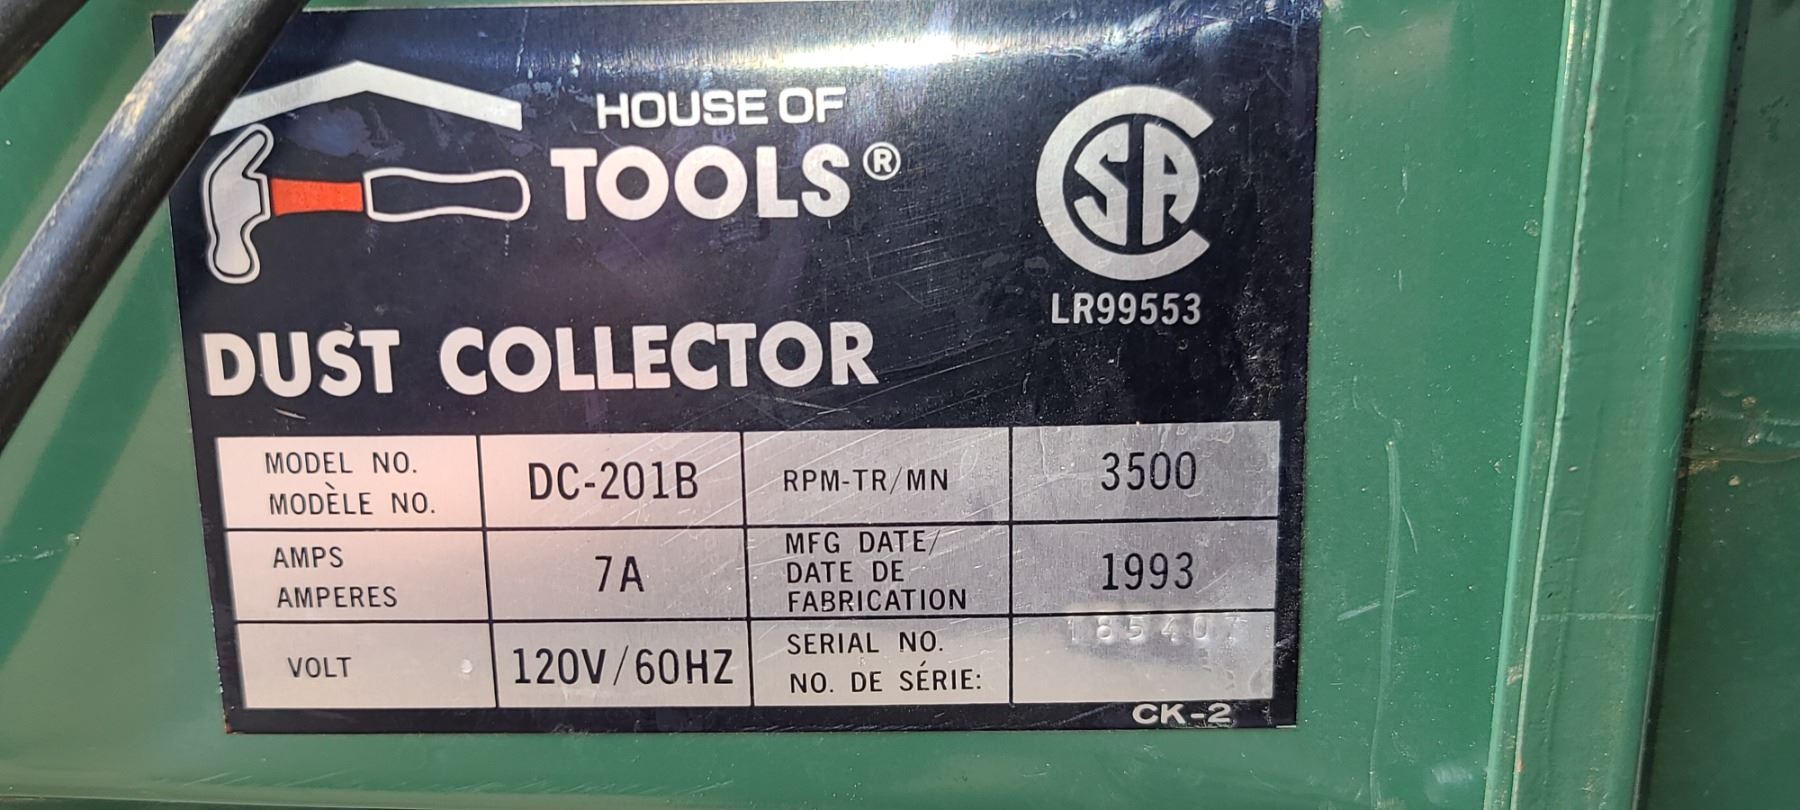 HOUSE OF
TOOLS®
CSA
LR99553
DUST COLLECTOR
MODEL NO.
MODÈLE NO.
DC-201B
RPM-TR/MN
3500
AMPS
AMPERES
7A
MFG DATE/
DATE DE
FABRICATION
1993
VOLT
120V/60HZ
SERIAL NO.
NO. DE SÉRIE:
185407
CK-2